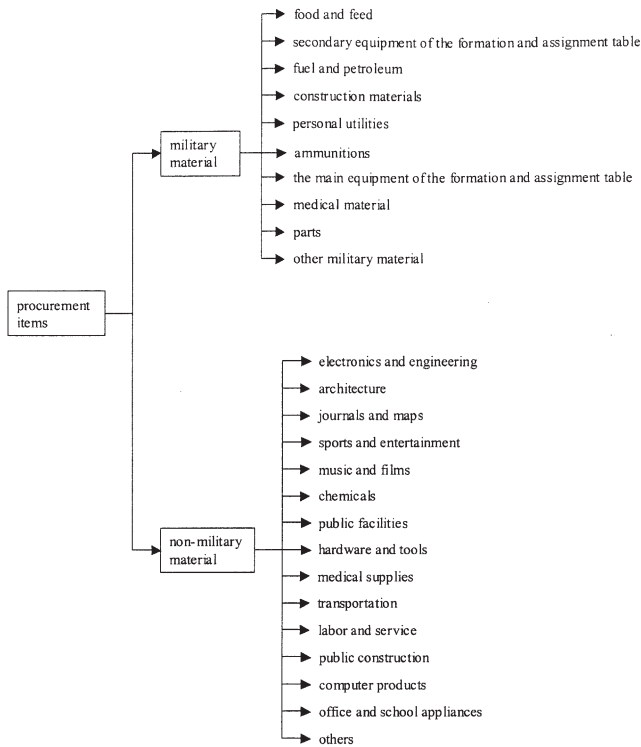 food and feed
secondary equipment of the formation and assignment table
fuel and petroleum
construction materials
personal utilities
military
material
ammunitions
the main equipment of the formation and assignment table
medical material
parts
other military material
procurement
items
electronics and engineering
architecture
journals and maps
sports and entertainment
music and films
chemicals
public facilities
non-military
material
hardware and tools
medical supplies
transportation
labor and service
public construction
computer products
office and school appliances
others